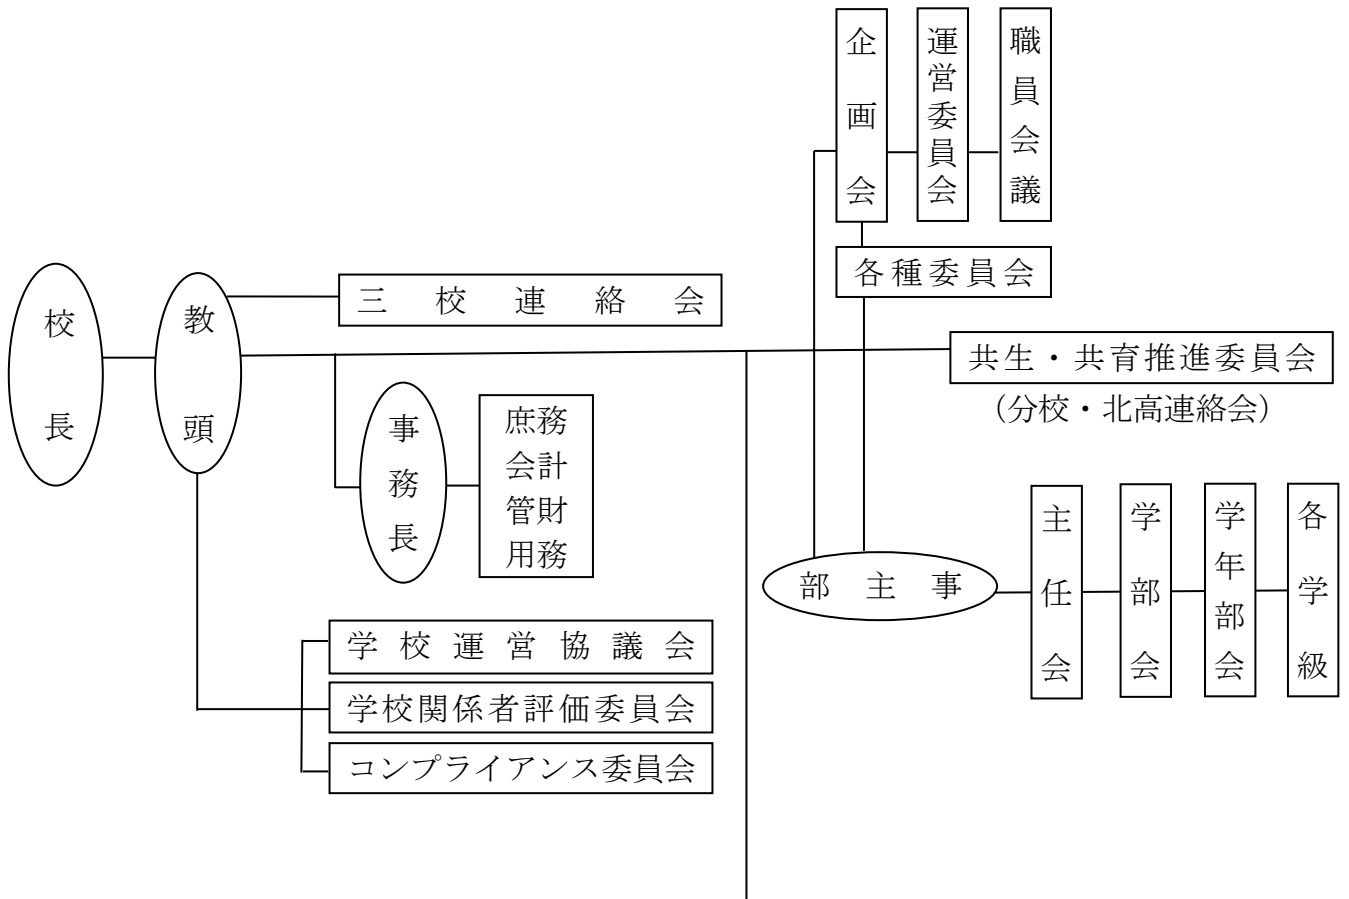 校長
教頭
三校連絡会
事務長
庶務
会計
管財
用務
学校運営協議会
学校関係者評価委員会
コンプライアンス委員会
企画会
運営委員会
職員会議
各種委員会
共生・共育推進委員会
（分校・北高連絡会）
部主事
主任会
学部会
学年部会
各学級